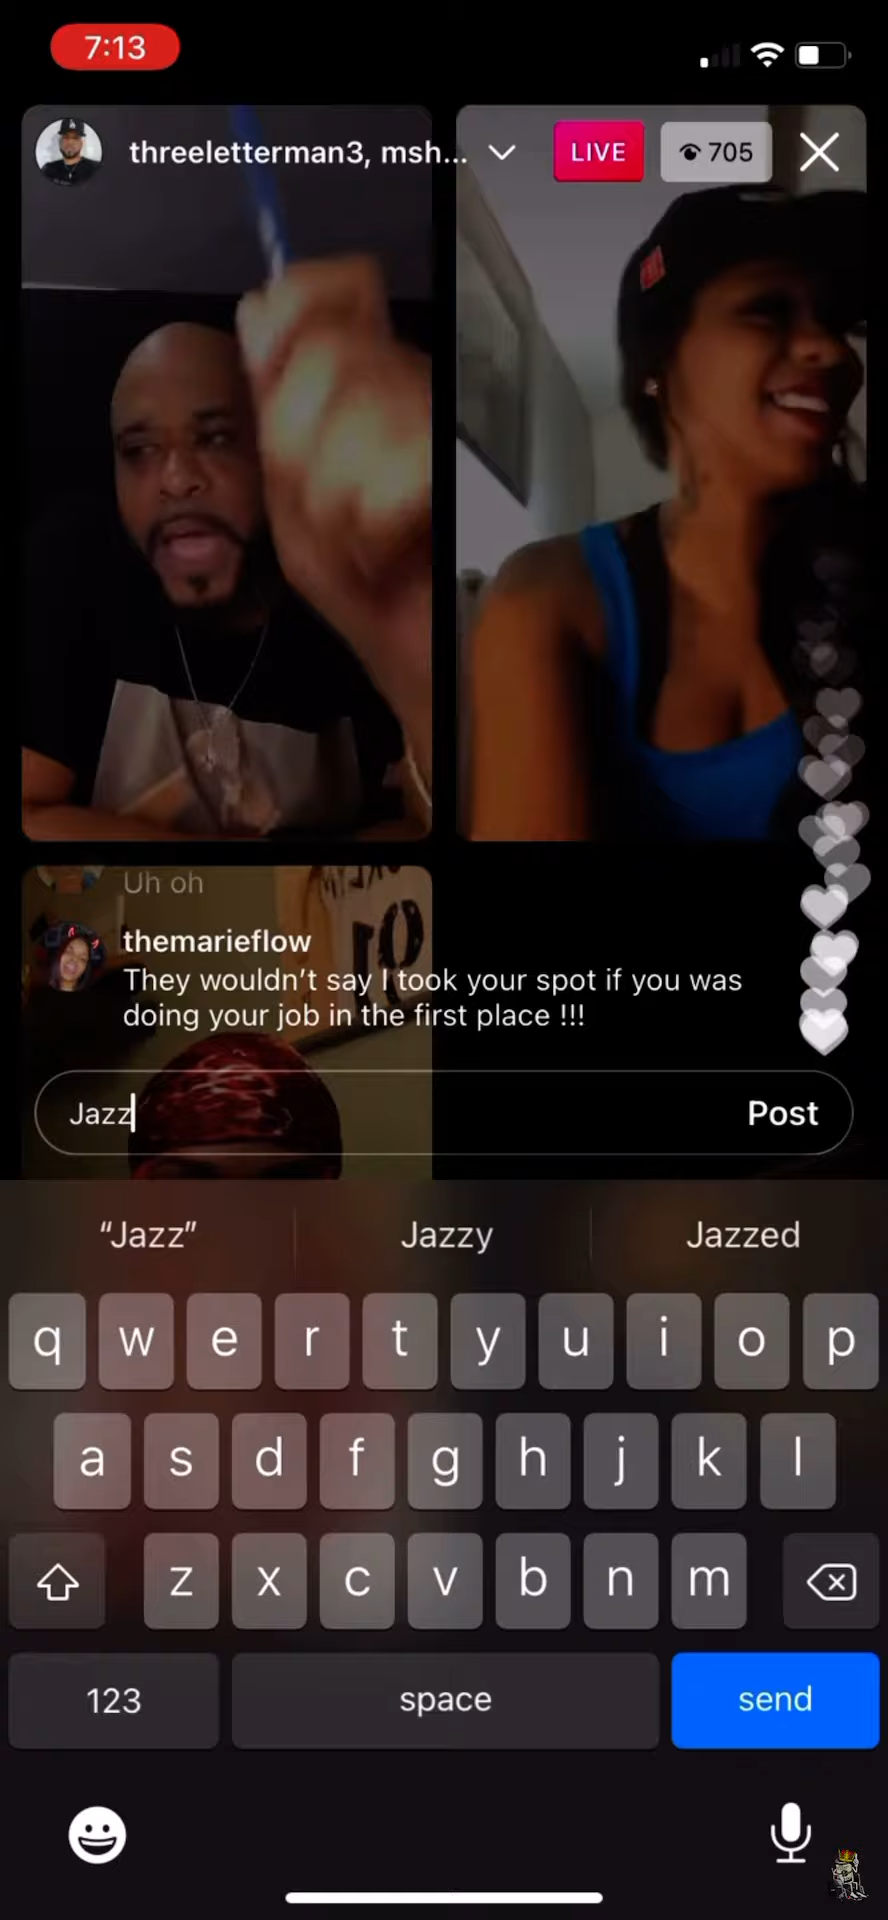 7:13
threeletterman3, msh...
LIVE
705
Uh oh
themarieflow
They wouldn’t say I took your spot if you was
doing your job in the first place !!!
Jazz
Post
“Jazz”
Jazzy
Jazzed
q w e r t y u i o p
a s d f g h j k l
z x c v b n m
123
space
send